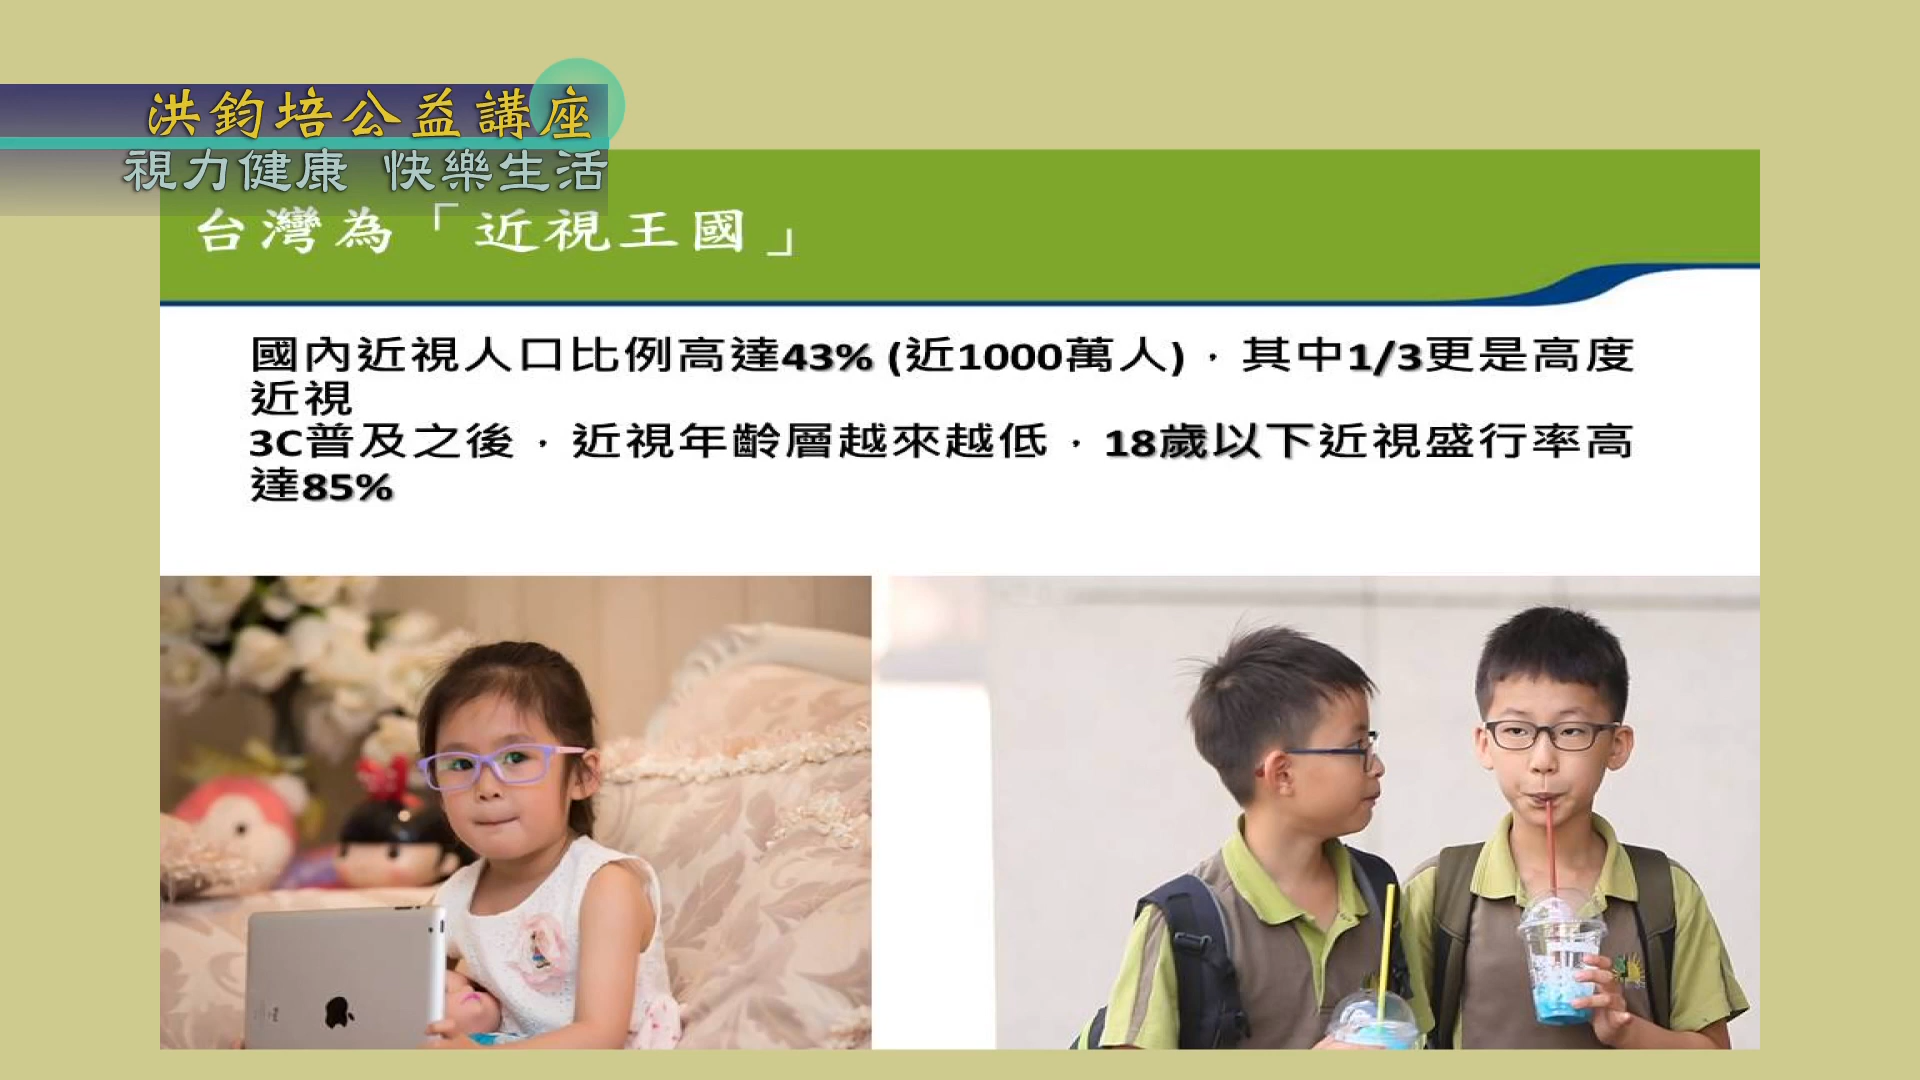 洪鈞培公益講座
視力健康 快樂生活
台灣為「近視王國」
國內近視人口比例高達43% (近1000萬人)，其中1/3更是高度
近視
3C普及之後，近視年齡層越來越低，18歲以下近視盛行率高
達85%